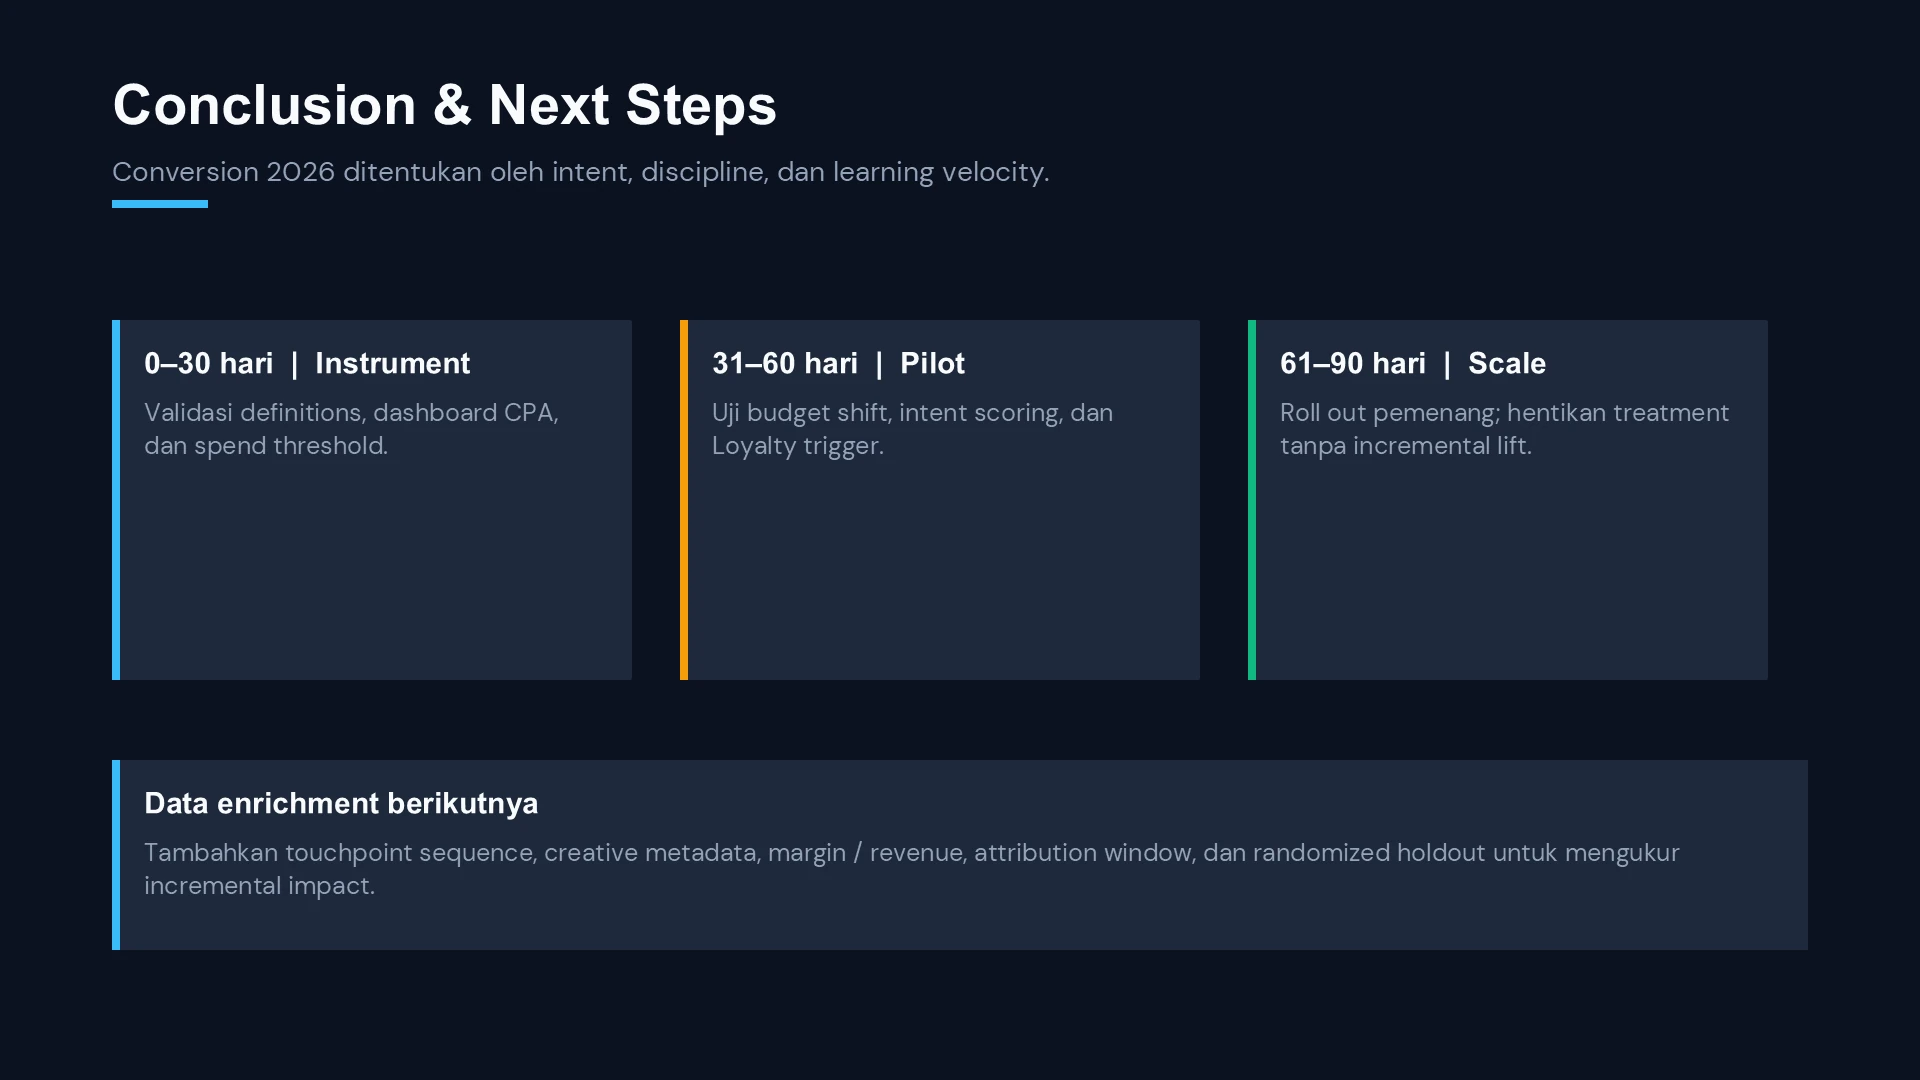 Conclusion & Next Steps
Conversion 2026 ditentukan oleh intent, discipline, dan learning velocity.
0–30 hari | Instrument
Validasi definitions, dashboard CPA,
dan spend threshold.
31–60 hari | Pilot
Uji budget shift, intent scoring, dan
Loyalty trigger.
61–90 hari | Scale
Roll out pemenang; hentikan treatment
tanpa incremental lift.
Data enrichment berikutnya
Tambahkan touchpoint sequence, creative metadata, margin / revenue, attribution window, dan randomized holdout untuk mengukur
incremental impact.